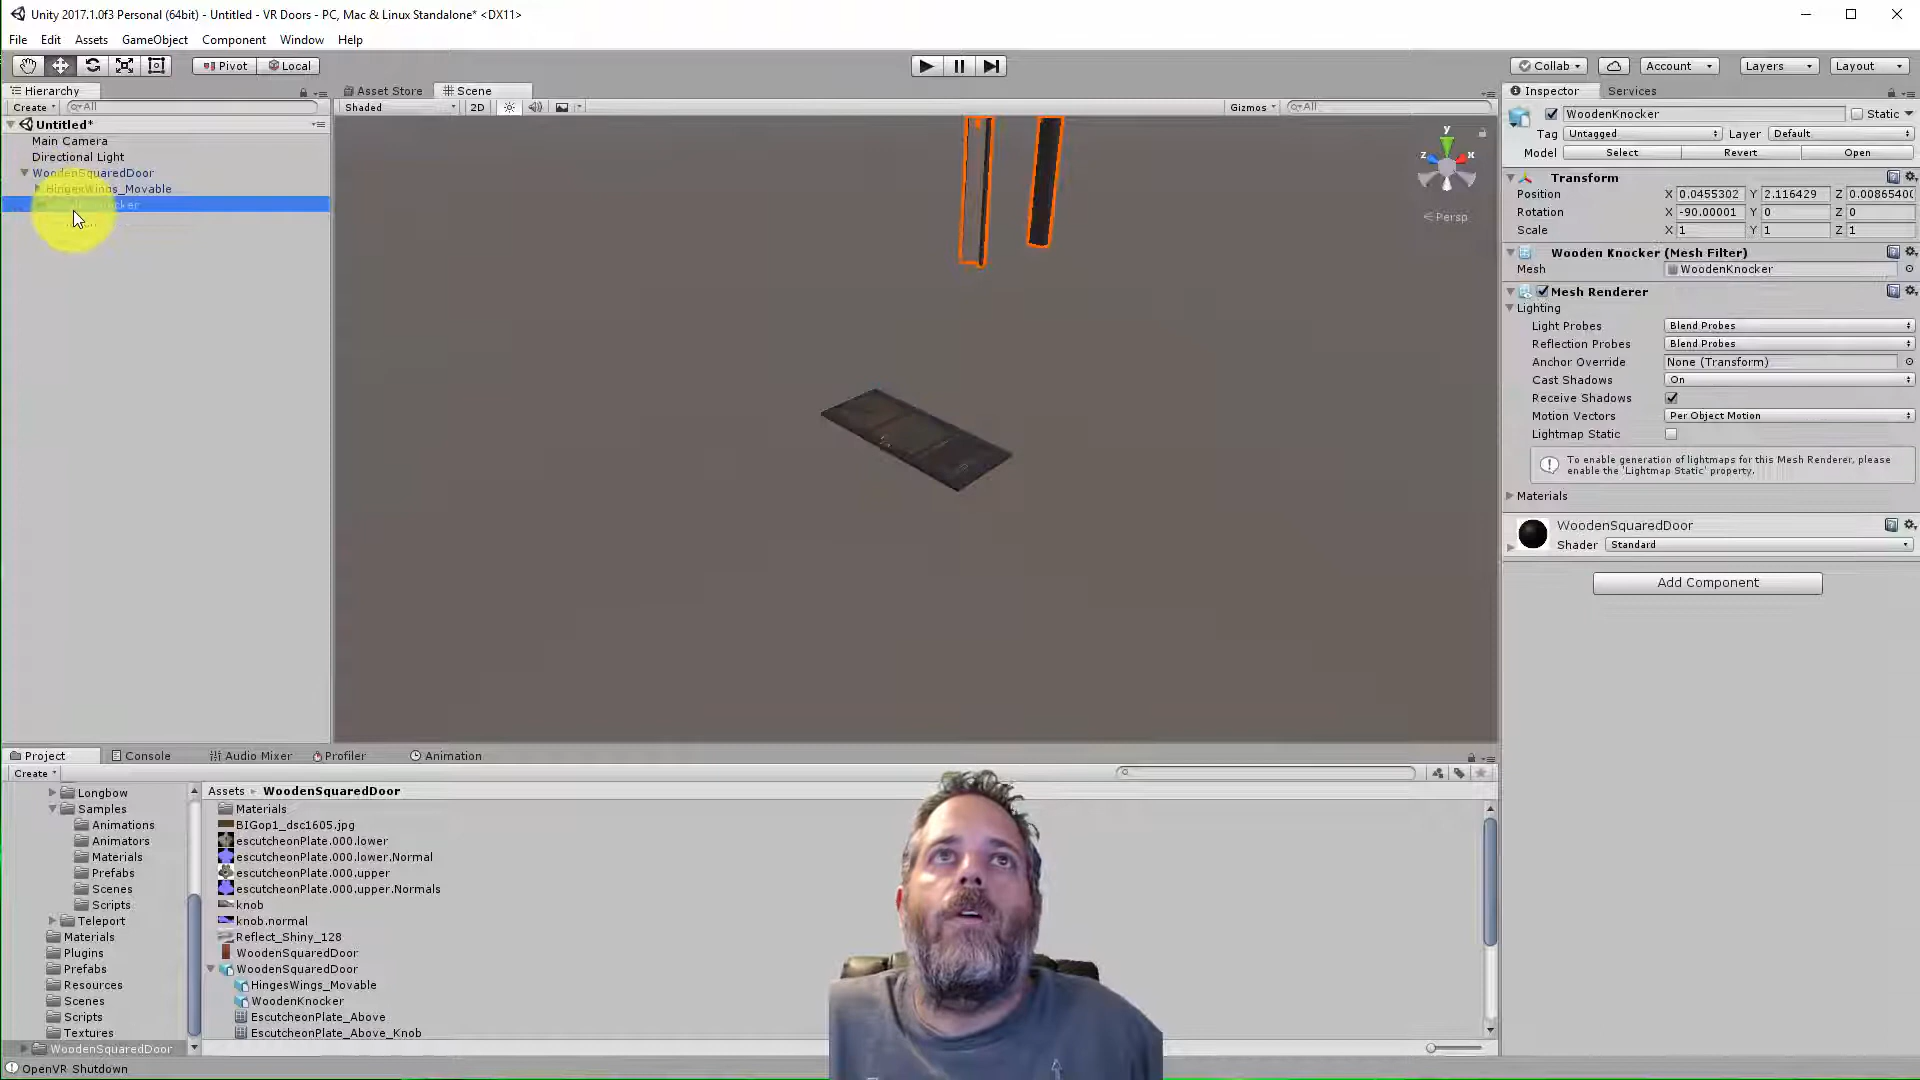 Unity 2017.1.0f3 Personal (64bit) - Untitled - VR Doors - PC, Mac & Linux Standalone* <DX11>
File Edit Assets GameObject Component Window Help
Pivot Local Collab Account Layers Layout
Hierarchy
Create All
Untitled*
Main Camera
Directional Light
WoodenSquaredDoor
HingesWings_Movable
Asset Store Scene
Shaded 2D Gizmos All
y
z x
Persp
Inspector Services
WoodenKnocker Static
Tag Untagged Layer Default
Model Select Revert Open
Transform
Position X 0.0455302 Y 2.116429 Z 0.00865400
Rotation X -90.00001 Y 0 Z 0
Scale X 1 Y 1 Z 1
Wooden Knocker (Mesh Filter)
Mesh WoodenKnocker
Mesh Renderer
Lighting
Light Probes Blend Probes
Reflection Probes Blend Probes
Anchor Override None (Transform)
Cast Shadows On
Receive Shadows
Motion Vectors Per Object Motion
Lightmap Static
To enable generation of lightmaps for this Mesh Renderer, please
enable the 'Lightmap Static' property.
Materials
WoodenSquaredDoor
Shader Standard
Add Component
Project Console Audio Mixer Profiler Animation
Create
Longbow
Samples
Animations
Animators
Materials
Prefabs
Scenes
Scripts
Teleport
Materials
Plugins
Prefabs
Resources
Scenes
Scripts
Textures
WoodenSquaredDoor
Assets WoodenSquaredDoor
Materials
BIGop1_dsc1605.jpg
escutcheonPlate.000.lower
escutcheonPlate.000.lower.Normal
escutcheonPlate.000.upper
escutcheonPlate.000.upper.Normals
knob
knob.normal
Reflect_Shiny_128
WoodenSquaredDoor
WoodenSquaredDoor
HingesWings_Movable
WoodenKnocker
EscutcheonPlate_Above
EscutcheonPlate_Above_Knob
OpenVR Shutdown